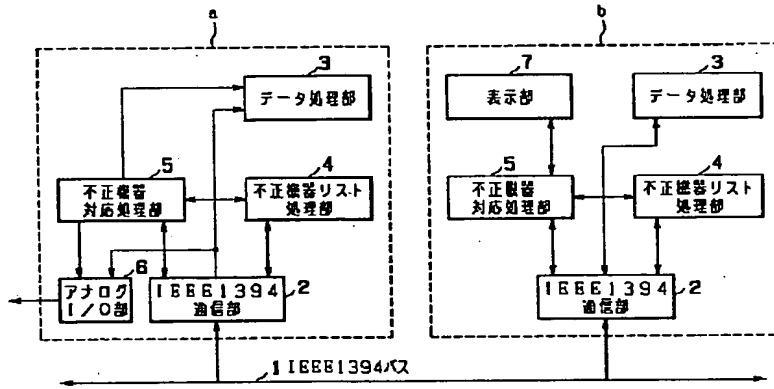 a
b
3
データ処理部
7
表示部
3
データ処理部
5
不正機器
対応処理部
4
不正機器リスト
処理部
5
不正機器
対応処理部
4
不正機器リスト
処理部
6
アナログ
I/O部
IEEE1394
通信部
2
IEEE1394
通信部
2
1 IEEE1394バス